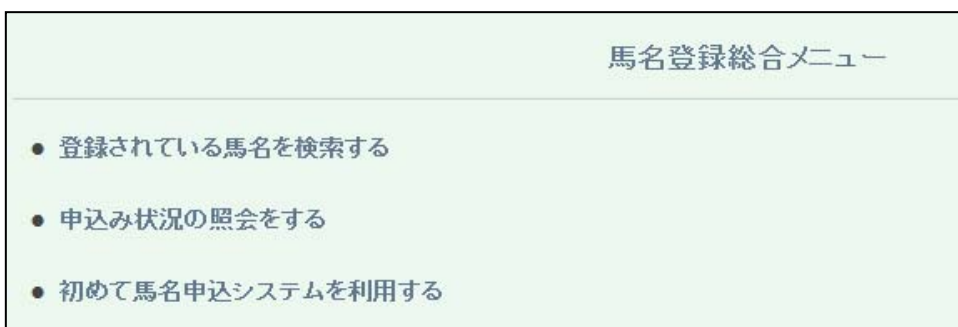 馬名登録総合メニュー
● 登録されている馬名を検索する
● 申込み状況の照会をする
● 初めて馬名申込システムを利用する